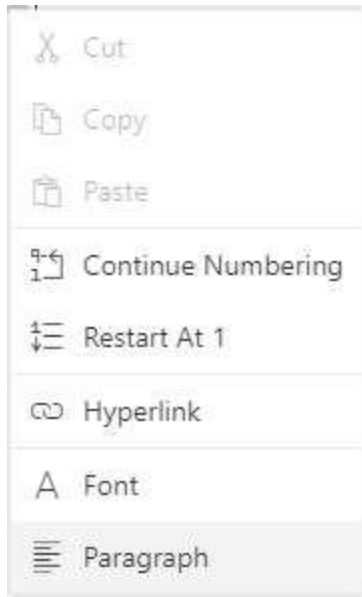 Cut
Copy
Paste
Continue Numbering
Restart At 1
Hyperlink
Font
Paragraph